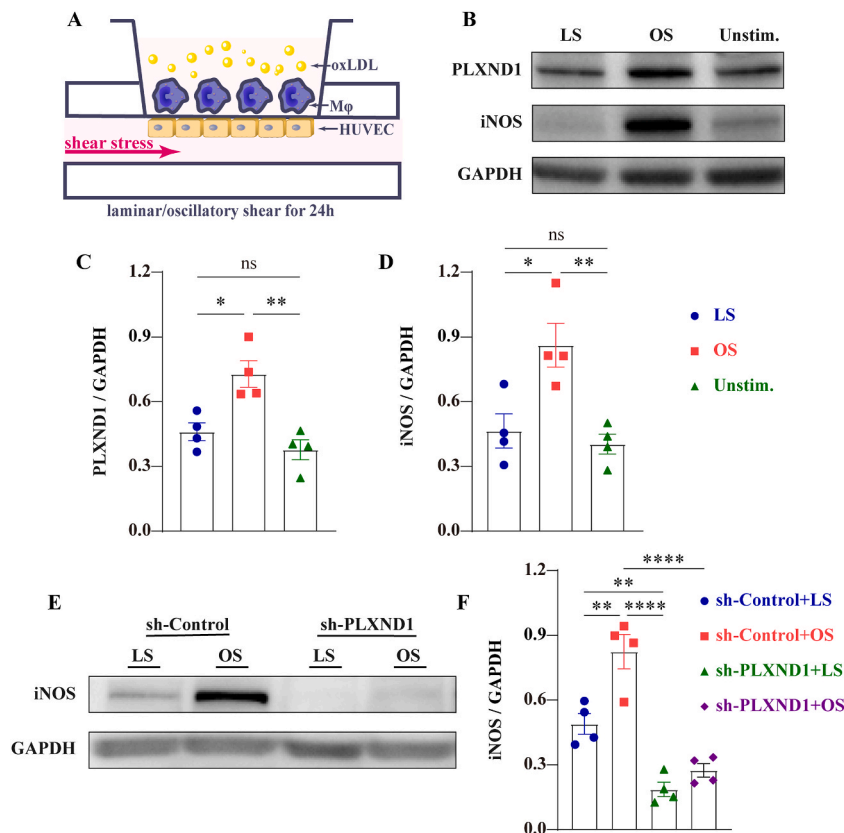 A
oxLDL
Mφ
HUVEC
shear stress
laminar/oscillatory shear for 24h
B
LS OS Unstim.
PLXND1
iNOS
GAPDH
C
ns
* **
1.2
0.9
0.6
0.3
0.0
PLXND1 / GAPDH
D
ns
* **
1.2
0.9
0.6
0.3
0.0
iNOS / GAPDH
LS
OS
Unstim.
E
sh-Control sh-PLXND1
LS OS LS OS
iNOS
GAPDH
F
****
**
** ****
1.2
0.9
0.6
0.3
0.0
iNOS / GAPDH
sh-Control+LS
sh-Control+OS
sh-PLXND1+LS
sh-PLXND1+OS